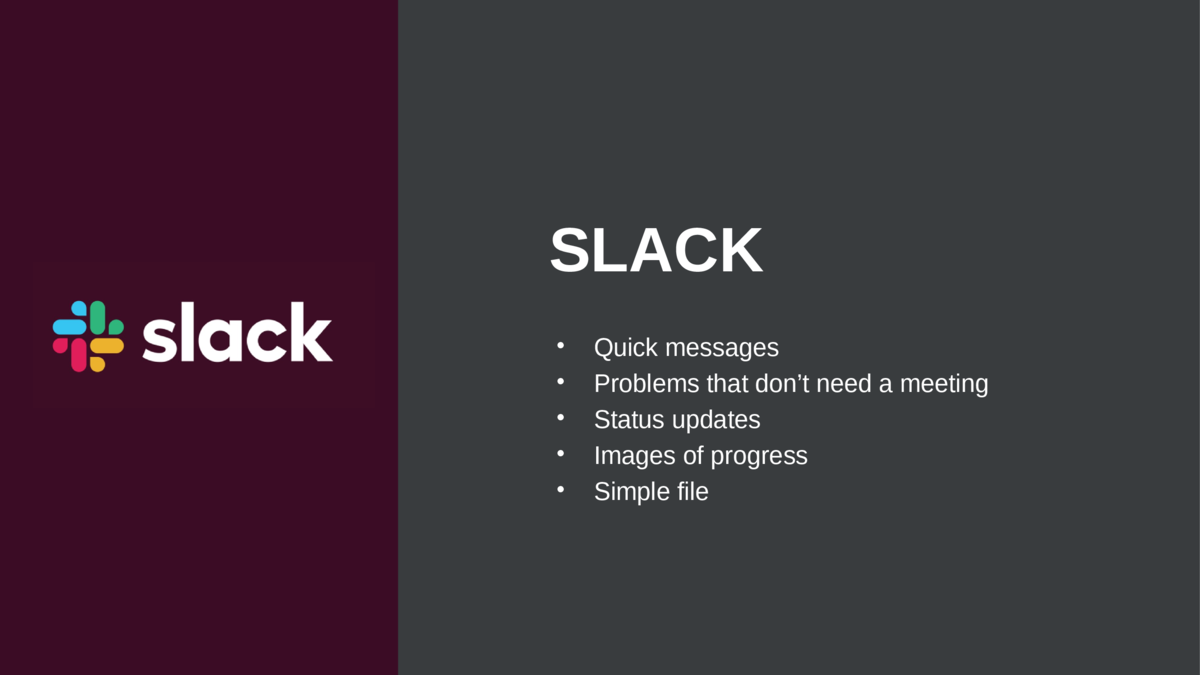 slack
SLACK
• Quick messages
• Problems that don’t need a meeting
• Status updates
• Images of progress
• Simple file